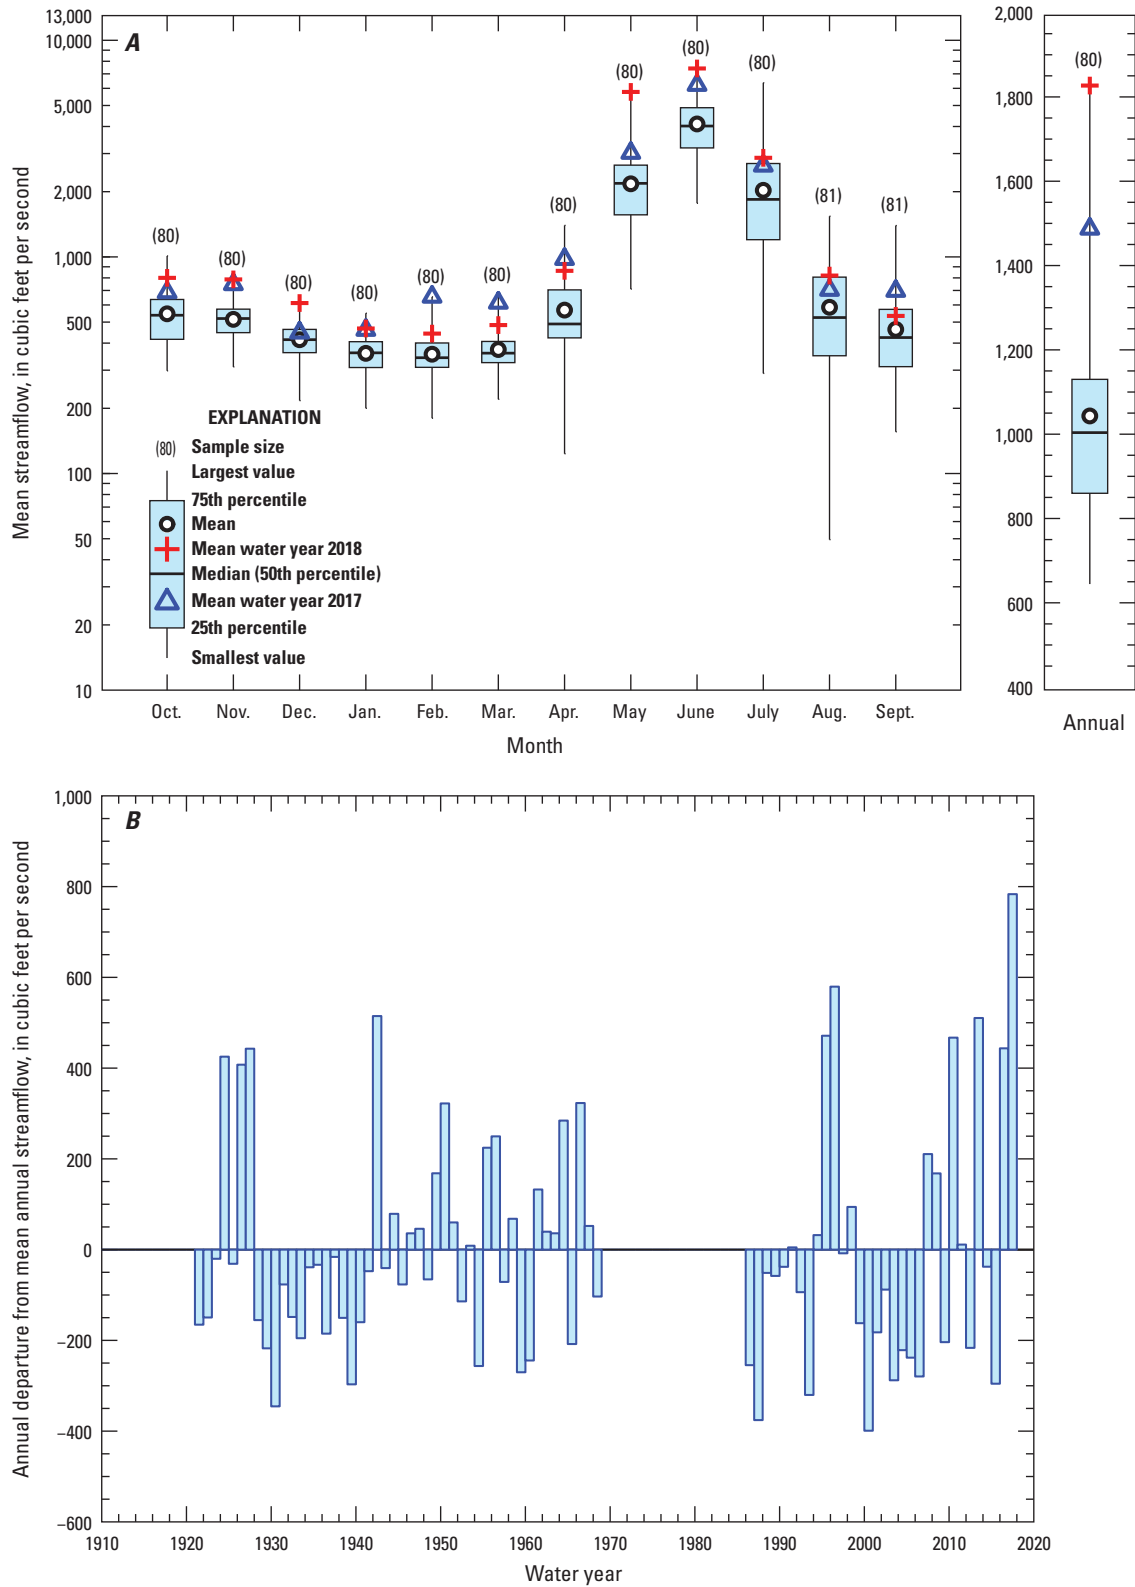 A
Mean streamflow, in cubic feet per second
13,000
10,000
5,000
2,000
1,000
500
200
100
50
20
10
(80)
(80)
(80)
(80)
(80)
(80)
(80)
(80)
(80)
(80)
(81)
(81)
EXPLANATION
(80) Sample size
Largest value
75th percentile
Mean
Mean water year 2018
Median (50th percentile)
Mean water year 2017
25th percentile
Smallest value
Oct. Nov. Dec. Jan. Feb. Mar. Apr. May June July Aug. Sept.
Month
2,000
1,800
1,600
1,400
1,200
1,000
800
600
400
(80)
Annual
B
Annual departure from mean annual streamflow, in cubic feet per second
1,000
800
600
400
200
0
–200
–400
–600
1910 1920 1930 1940 1950 1960 1970 1980 1990 2000 2010 2020
Water year